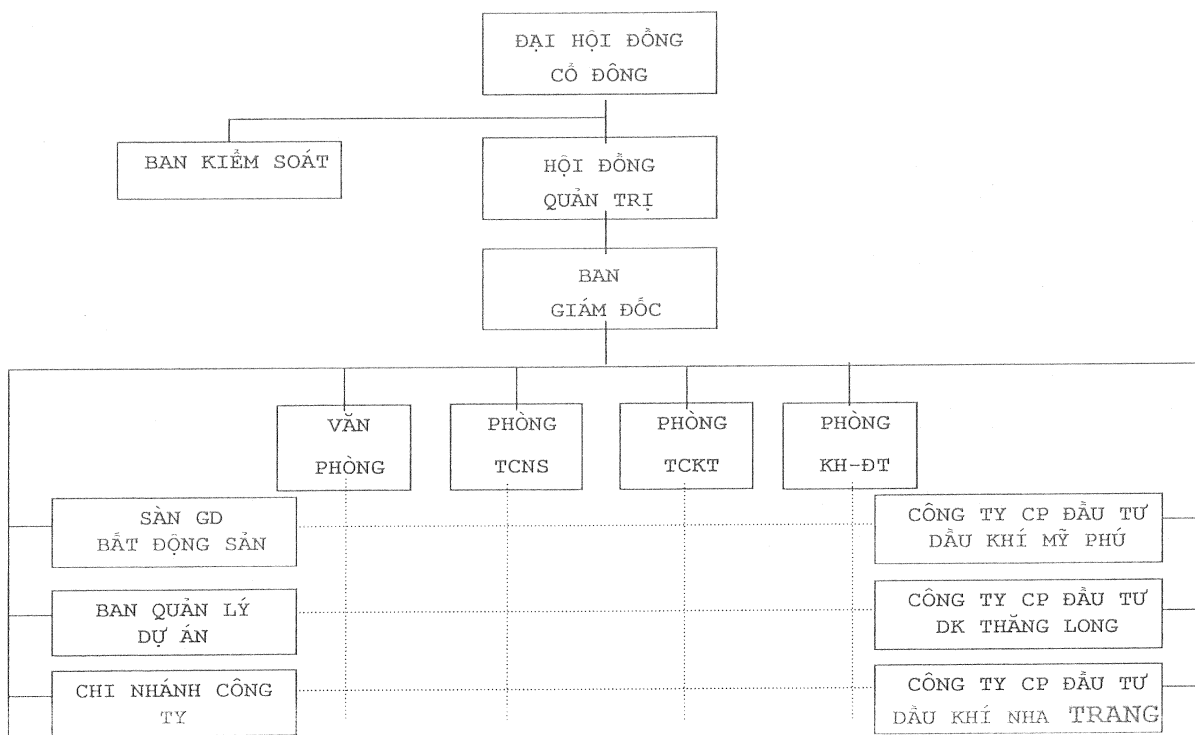 ĐẠI HỘI ĐỒNG
CỔ ĐÔNG
BAN KIỂM SOÁT
HỘI ĐỒNG
QUẢN TRỊ
BAN
GIÁM ĐỐC
VĂN
PHÒNG
PHÒNG
TCNS
PHÒNG
TCKT
PHÒNG
KH-ĐT
SÀN GD
BẤT ĐỘNG SẢN
CÔNG TY CP ĐẦU TƯ
DẦU KHÍ MỸ PHÚ
BAN QUẢN LÝ
DỰ ÁN
CÔNG TY CP ĐẦU TƯ
DK THĂNG LONG
CHI NHÁNH CÔNG
TY
CÔNG TY CP ĐẦU TƯ
DẦU KHÍ NHA TRANG